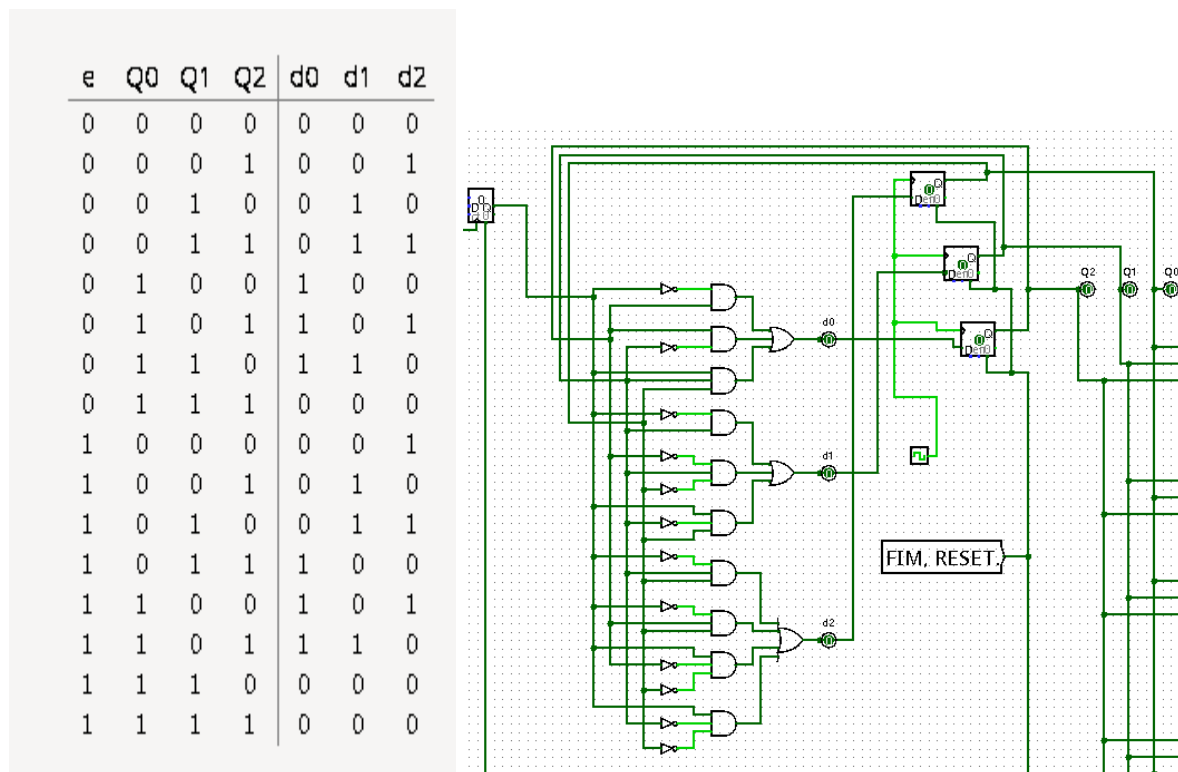 e Q0 Q1 Q2 d0 d1 d2
0 0 0 0 0 0 0
0 0 0 1 0 0 1
0 0 1 0 0 1 0
0 0 1 1 0 1 1
0 1 0 0 1 0 0
0 1 0 1 1 0 1
0 1 1 0 1 1 0
0 1 1 1 0 0 0
1 0 0 0 0 0 1
1 0 0 1 0 1 0
1 0 1 0 0 1 1
1 0 1 1 1 0 0
1 1 0 0 1 0 1
1 1 0 1 1 1 0
1 1 1 0 0 0 0
1 1 1 1 0 0 0
Q
D en0
Q
D en0
Q
D en0
Q2 Q1 Q0
d0
d1
FIM, RESET.
d2